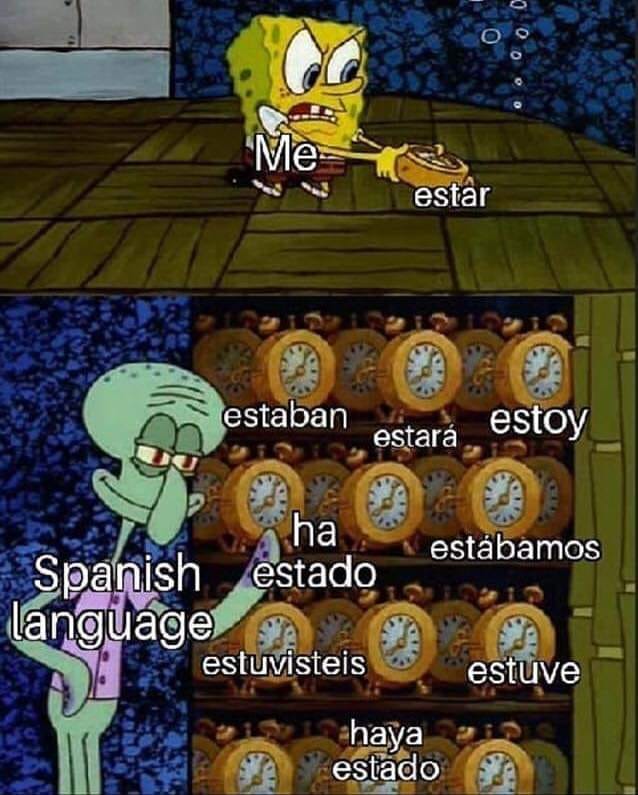 Me
estar
estaban
estará
estoy
ha
estado
estábamos
Spanish
language
estuvisteis
estuve
haya
estado